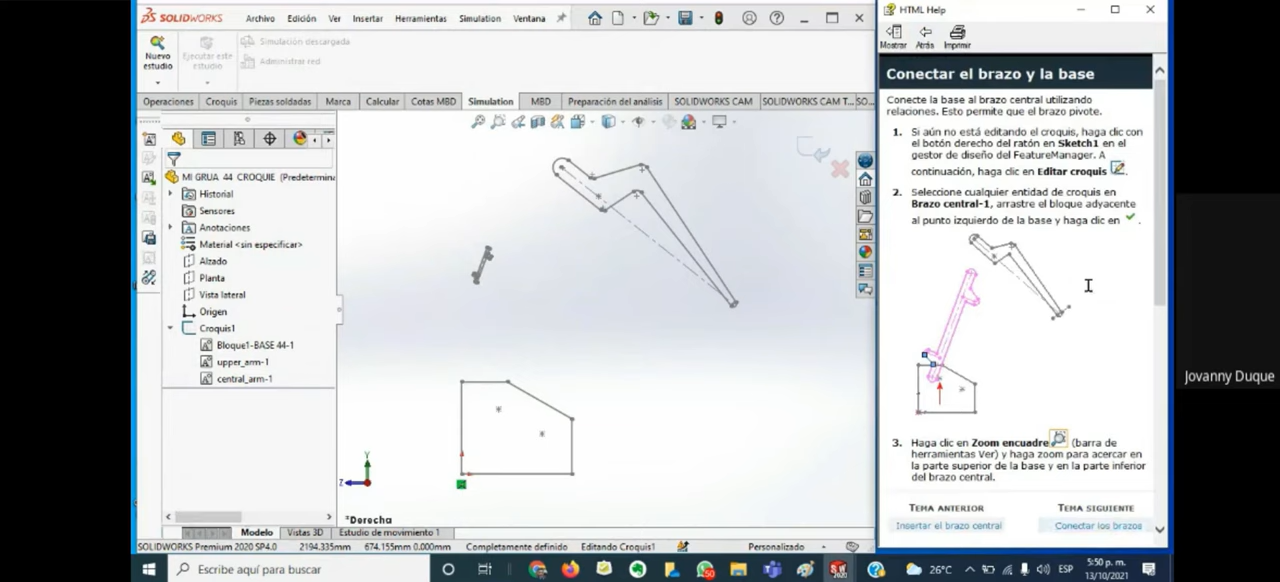 SOLIDWORKS
Archivo
Edición
Ver
Insertar
Herramientas
Simulation
Ventana
Nuevo
estudio
Ejecutar este
estudio
Simulación descargada
Administrar red
Operaciones
Croquis
Piezas soldadas
Marca
Calcular
Cotas MBD
Simulation
MBD
Preparación del análisis
SOLIDWORKS CAM
SOLIDWORKS CAM T...
SO...
MI GRUA 44 CROQUIE (Predetermina
Historial
Sensores
Anotaciones
Material <sin especificar>
Alzado
Planta
Vista lateral
Origen
Croquis1
Bloque1-BASE 44-1
upper_arm-1
central_arm-1
Y
Z
*Derecha
Modelo
Vistas 3D
Estudio de movimiento 1
SOLIDWORKS Premium 2020 SP4.0
2194.335mm
674.155mm 0.000mm
Completamente definido
Editando Croquis1
Personalizado
HTML Help
Mostrar
Atrás
Imprimir
Conectar el brazo y la base
Conecte la base al brazo central utilizando
relaciones. Esto permite que el brazo pivote.
1. Si aún no está editando el croquis, haga clic con
el botón derecho del ratón en Sketch1 en el
gestor de diseño del FeatureManager. A
continuación, haga clic en Editar croquis .
2. Seleccione cualquier entidad de croquis en
Brazo central-1, arrastre el bloque adyacente
al punto izquierdo de la base y haga clic en .
3. Haga clic en Zoom encuadre (barra de
herramientas Ver) y haga zoom para acercar en
la parte superior de la base y en la parte inferior
del brazo central.
TEMA ANTERIOR
TEMA SIGUIENTE
Insertar el brazo central
Conectar los brazos
Jovanny Duque
Escribe aquí para buscar
26°C
ESP
5:50 p. m.
13/10/2021